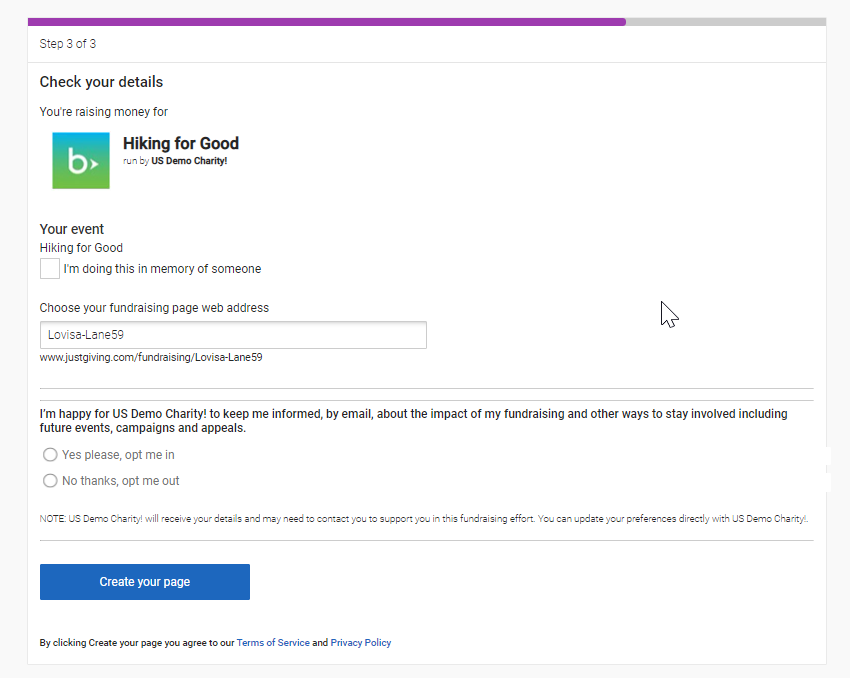 Step 3 of 3
Check your details
You're raising money for
b
Hiking for Good
run by US Demo Charity!
Your event
Hiking for Good
I'm doing this in memory of someone
Choose your fundraising page web address
Lovisa-Lane59
www.justgiving.com/fundraising/Lovisa-Lane59
I'm happy for US Demo Charity! to keep me informed, by email, about the impact of my fundraising and other ways to stay involved including
future events, campaigns and appeals.
Yes please, opt me in
No thanks, opt me out
NOTE: US Demo Charity! will receive your details and may need to contact you to support you in this fundraising effort. You can update your preferences directly with US Demo Charity!.
Create your page
By clicking Create your page you agree to our Terms of Service and Privacy Policy